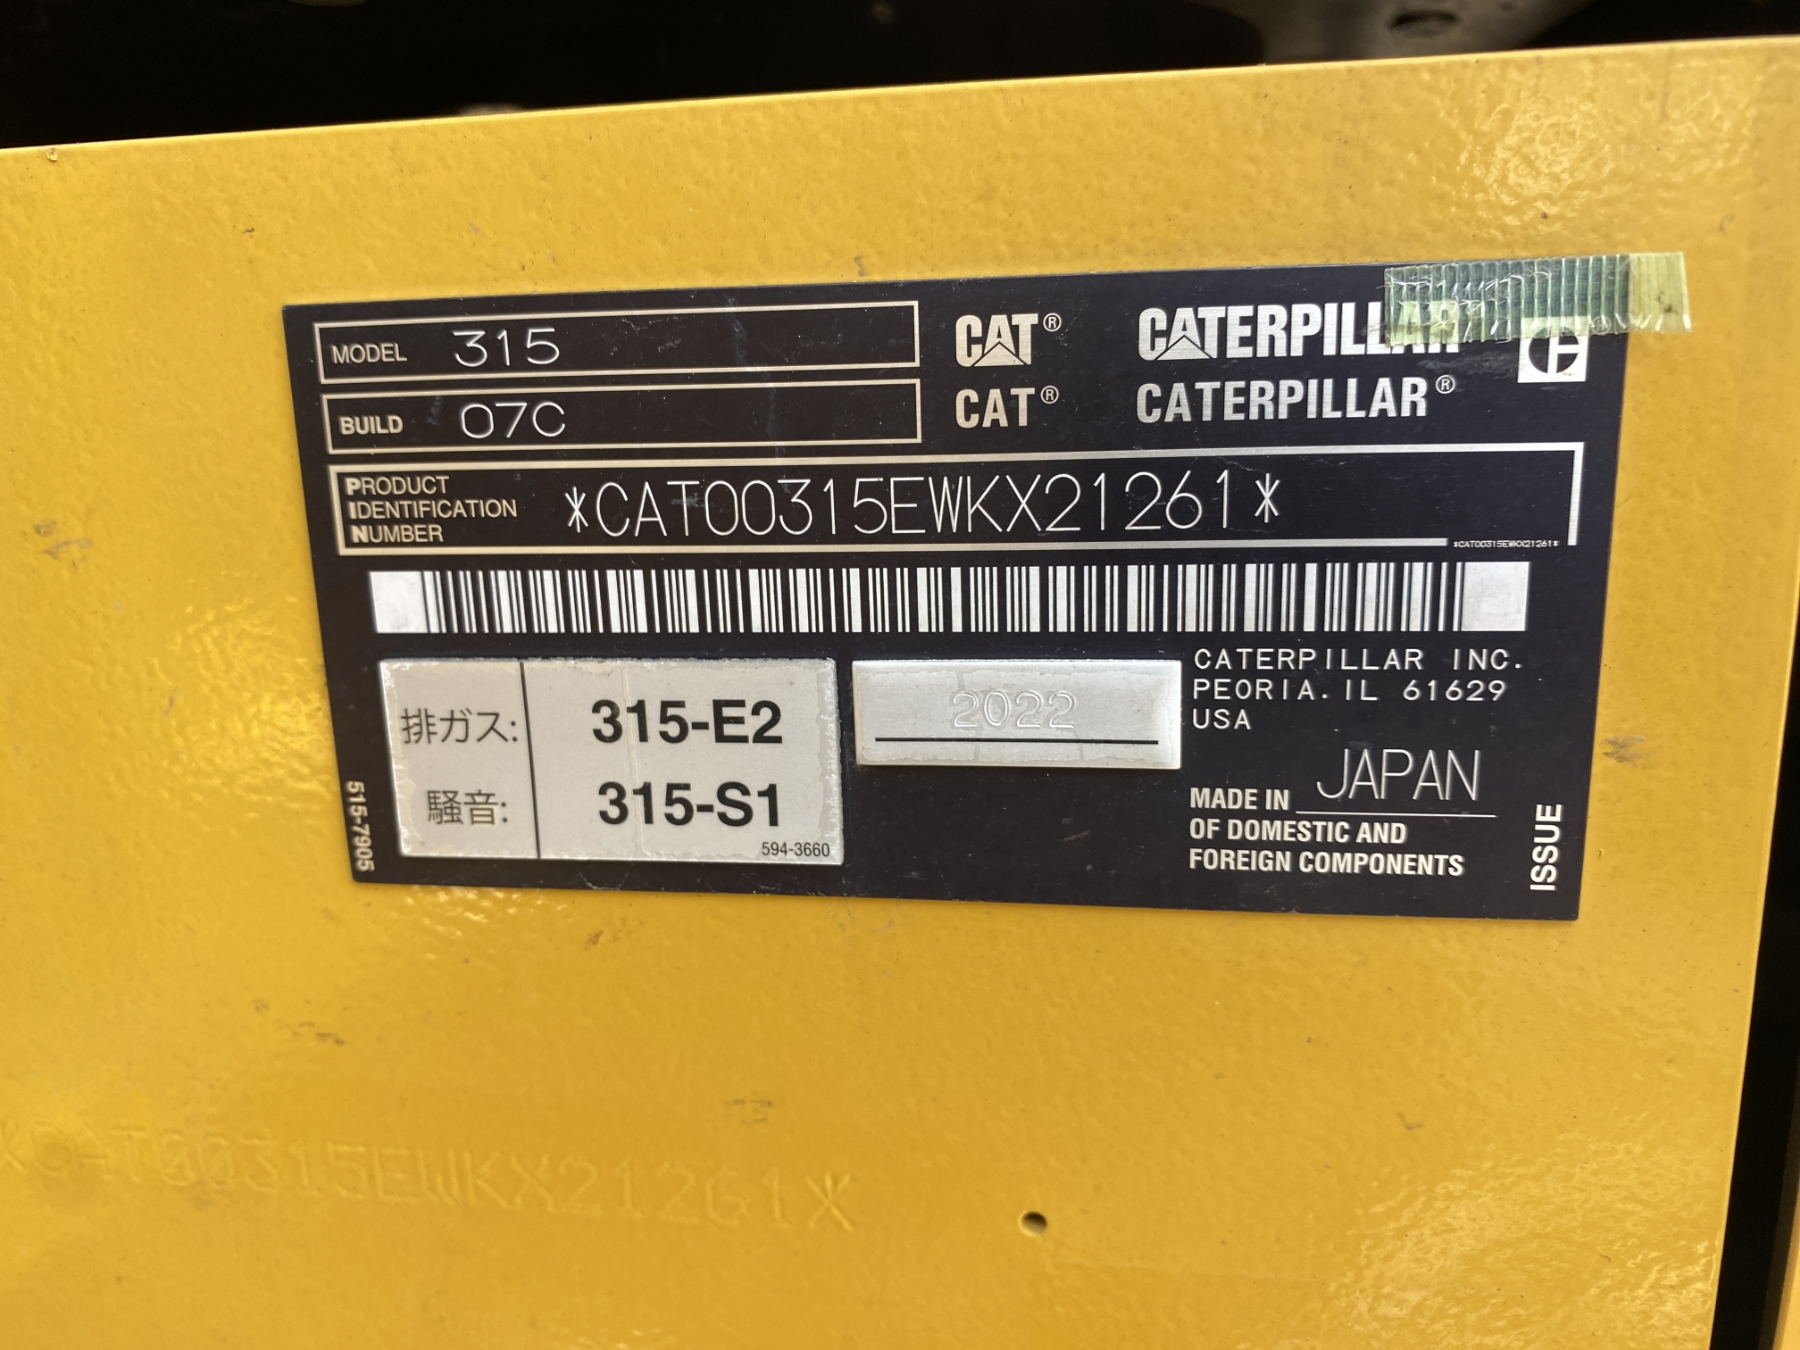 MODEL 315
BUILD 07C
CAT® CATERPILLAR
CAT® CATERPILLAR®
PRODUCT
IDENTIFICATION
NUMBER
*CAT00315EWKX21261*
*CAT00315EWKX21261*
排ガス: 315-E2
騒音: 315-S1
594-3660
515-7905
2022
CATERPILLAR INC.
PEORIA. IL 61629
USA
MADE IN JAPAN
OF DOMESTIC AND
FOREIGN COMPONENTS
ISSUE
*CAT00315EWKX21261*